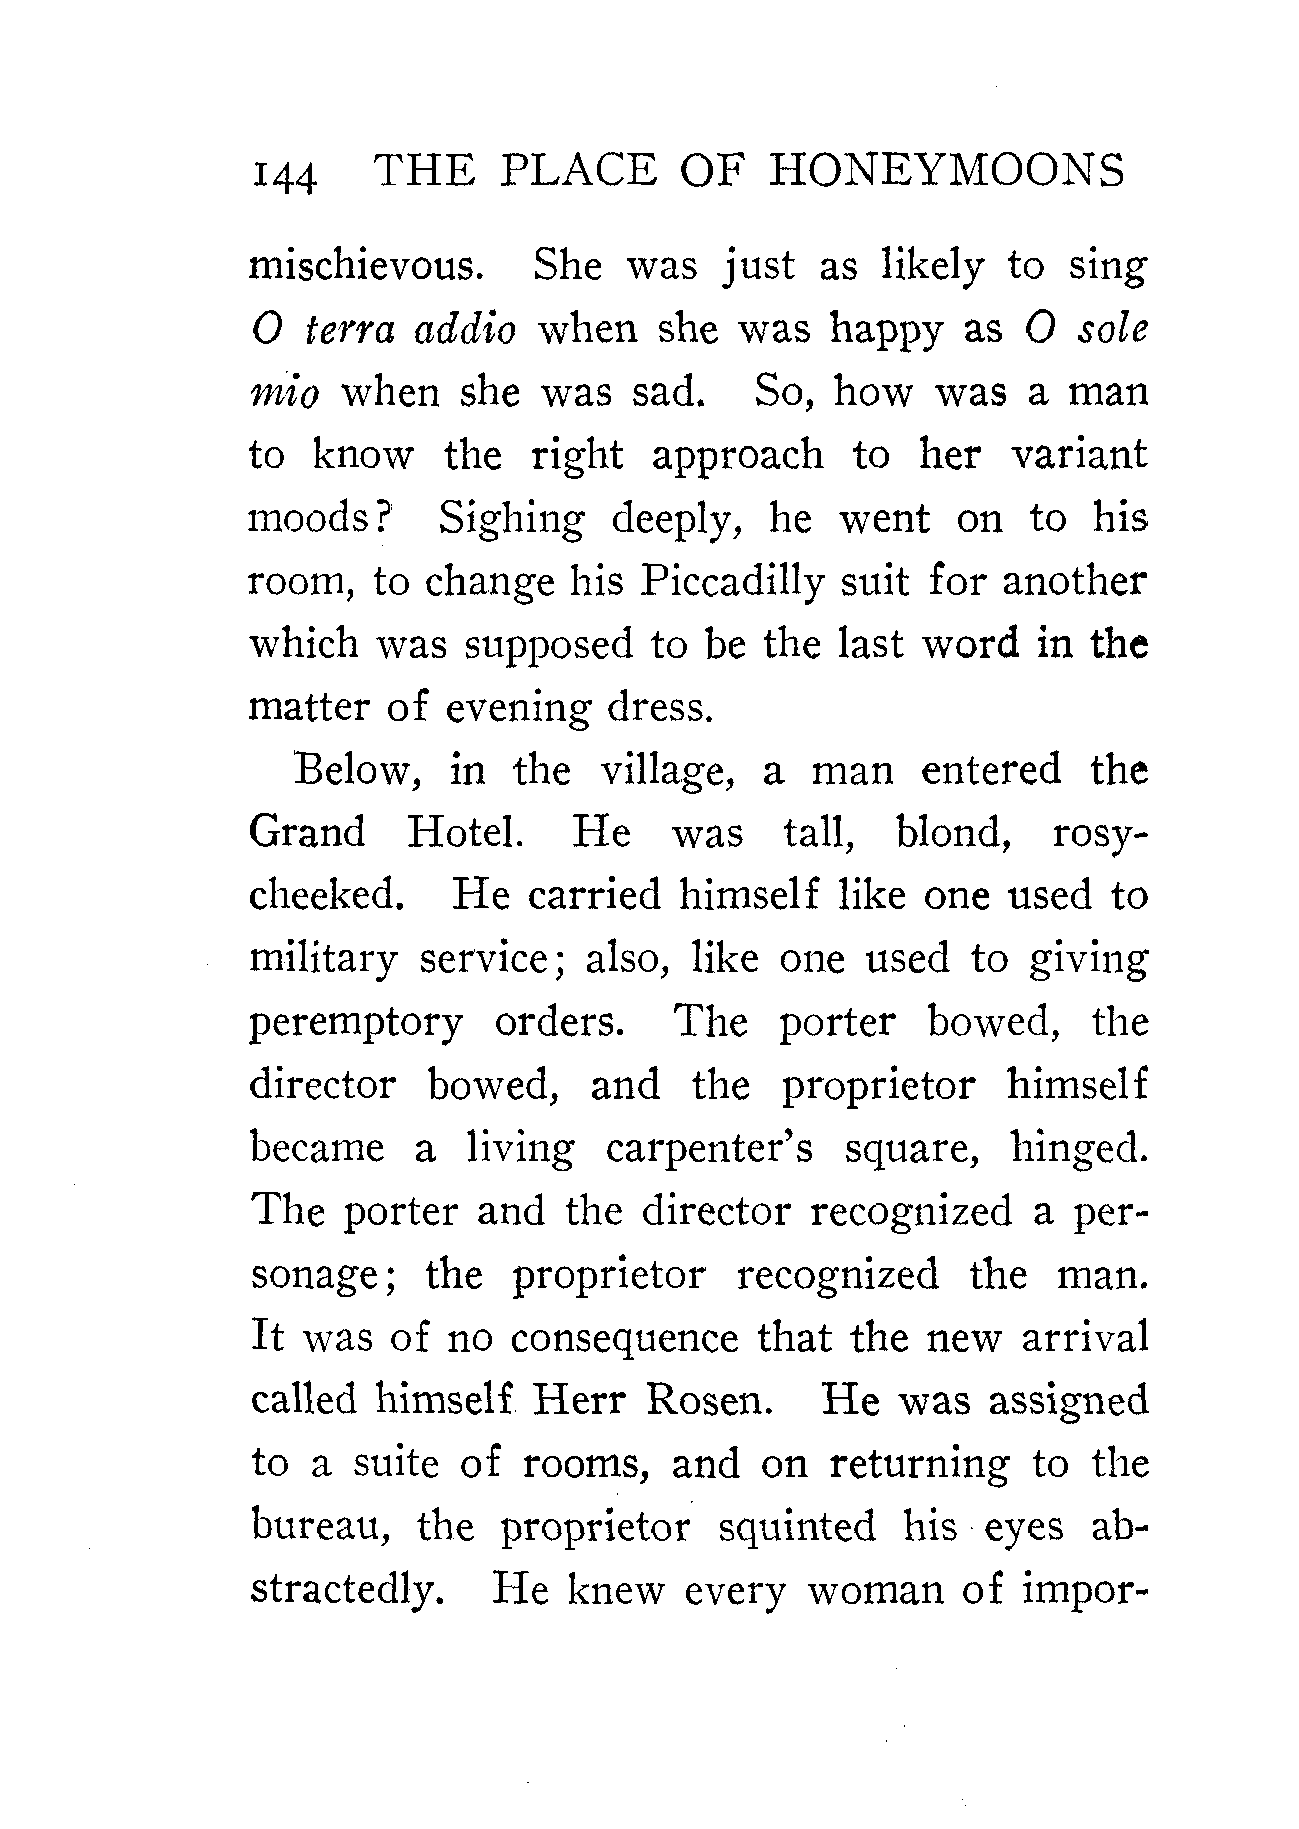 144 THE PLACE OF HONEYMOONS
mischievous. She was just as likely to sing
O terra addio when she was happy as O sole
mio when she was sad. So, how was a man
to know the right approach to her variant
moods? Sighing deeply, he went on to his
room, to change his Piccadilly suit for another
which was supposed to be the last word in the
matter of evening dress.
Below, in the village, a man entered the
Grand Hotel. He was tall, blond, rosy-
cheeked. He carried himself like one used to
military service; also, like one used to giving
peremptory orders. The porter bowed, the
director bowed, and the proprietor himself
became a living carpenter's square, hinged.
The porter and the director recognized a per-
sonage; the proprietor recognized the man.
It was of no consequence that the new arrival
called himself Herr Rosen. He was assigned
to a suite of rooms, and on returning to the
bureau, the proprietor squinted his eyes ab-
stractedly. He knew every woman of impor-